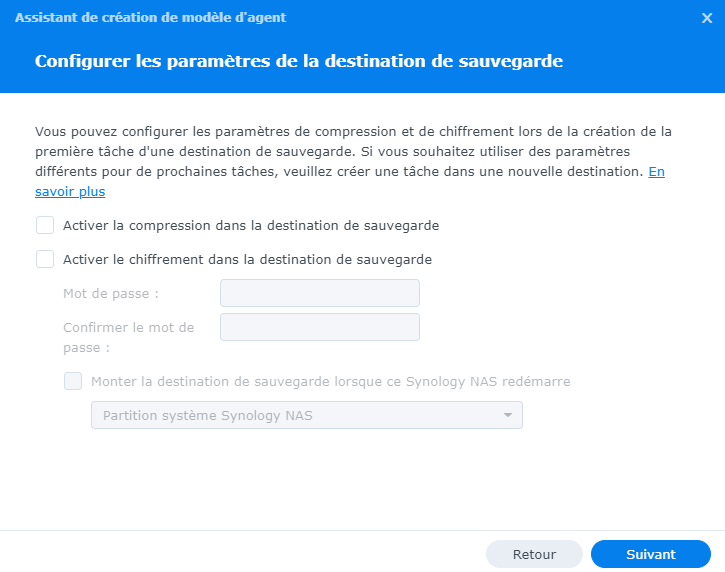 Assistant de création de modèle d'agent
Configurer les paramètres de la destination de sauvegarde
Vous pouvez configurer les paramètres de compression et de chiffrement lors de la création de la
première tâche d'une destination de sauvegarde. Si vous souhaitez utiliser des paramètres
différents pour de prochaines tâches, veuillez créer une tâche dans une nouvelle destination. En
savoir plus
Activer la compression dans la destination de sauvegarde
Activer le chiffrement dans la destination de sauvegarde
Mot de passe :
Confirmer le mot de
passe :
Monter la destination de sauvegarde lorsque ce Synology NAS redémarre
Partition système Synology NAS
Retour
Suivant